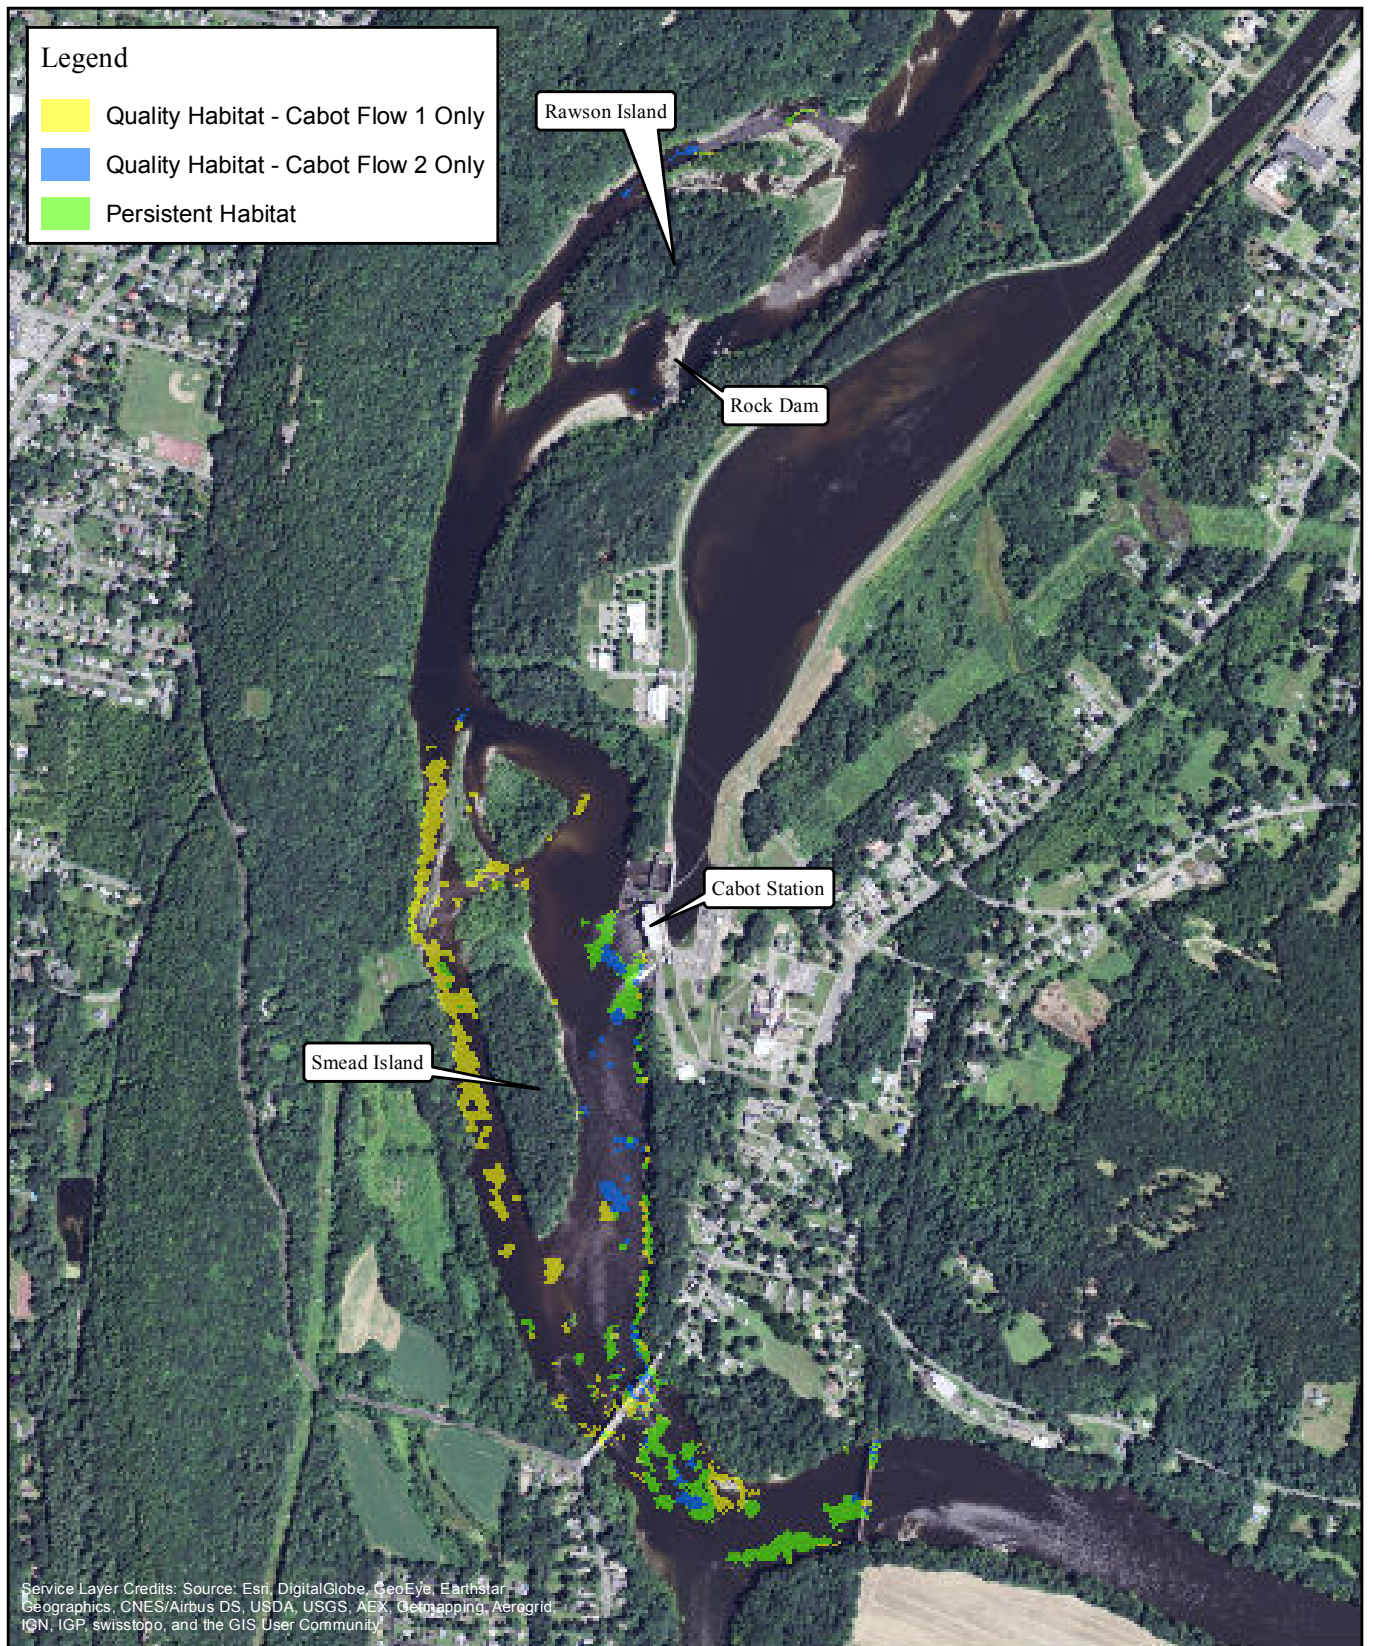 Legend
Quality Habitat - Cabot Flow 1 Only
Quality Habitat - Cabot Flow 2 Only
Persistent Habitat
Rawson Island
Rock Dam
Cabot Station
Smead Island
Service Layer Credits: Source: Esri, DigitalGlobe, GeoEye, Earthstar
Geographics, CNES/Airbus DS, USDA, USGS, AEX, Getmapping, Aerogrid,
IGN, IGP, swisstopo, and the GIS User Community